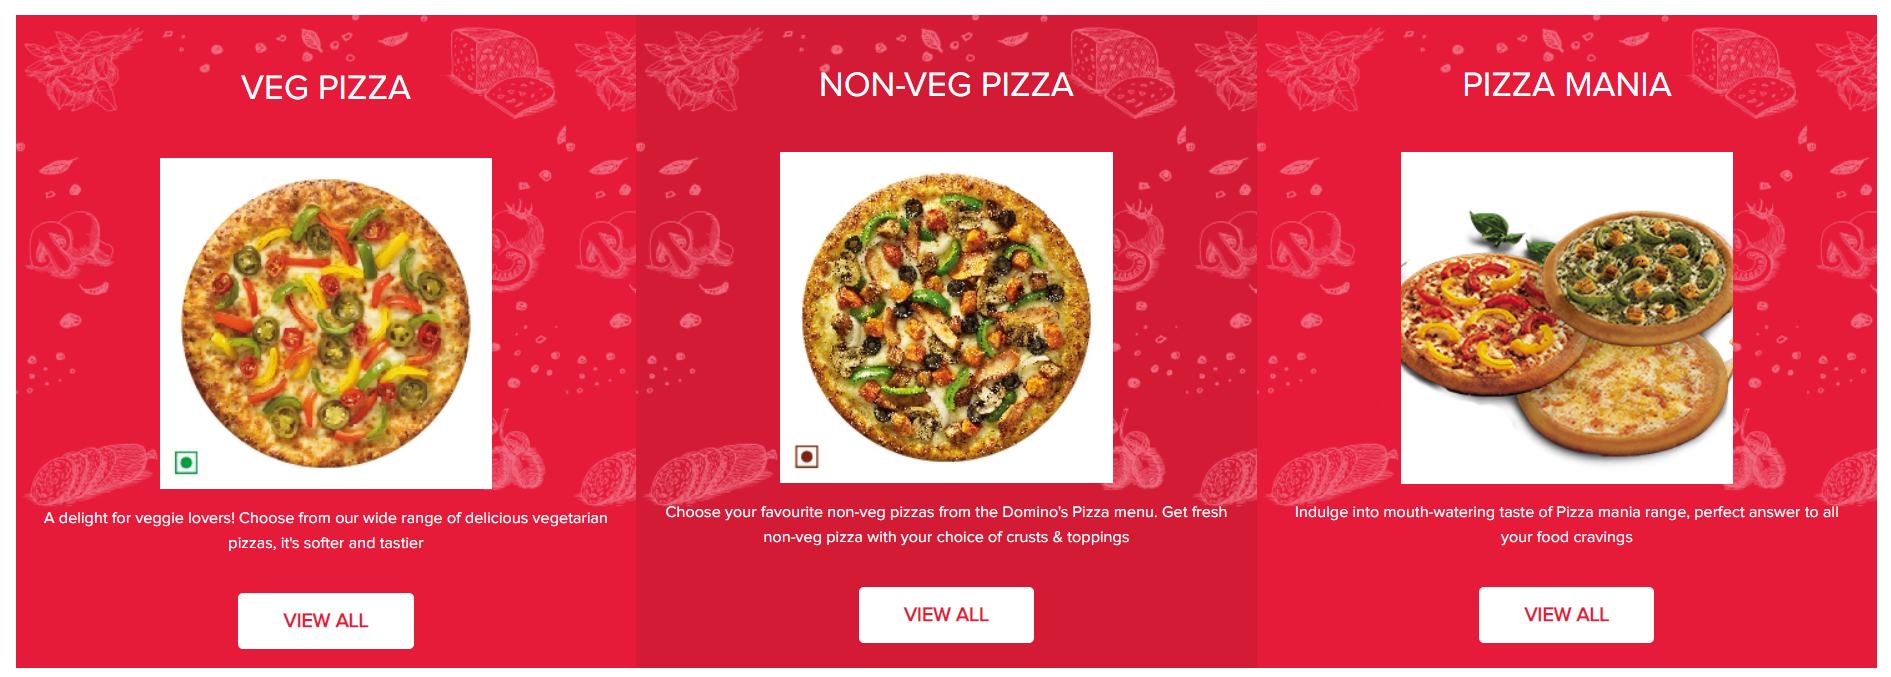 VEG PIZZA
A delight for veggie lovers! Choose from our wide range of delicious vegetarian
pizzas, it's softer and tastier
VIEW ALL
NON-VEG PIZZA
Choose your favourite non-veg pizzas from the Domino's Pizza menu. Get fresh
non-veg pizza with your choice of crusts & toppings
VIEW ALL
PIZZA MANIA
Indulge into mouth-watering taste of Pizza mania range, perfect answer to all
your food cravings
VIEW ALL